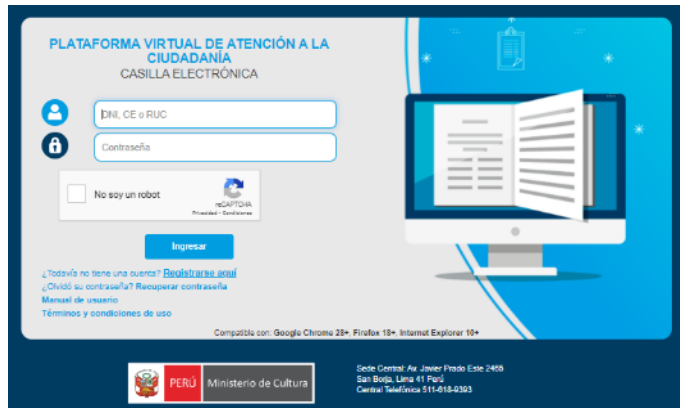 PLATAFORMA VIRTUAL DE ATENCIÓN A LA
CIUDADANÍA
CASILLA ELECTRÓNICA
DNI, CE o RUC
Contraseña
No soy un robot
reCAPTCHA
Privacidad - Condiciones
Ingresar
¿Todavía no tiene una cuenta? Registrarse aquí
¿Olvidó su contraseña? Recuperar contraseña
Manual de usuario
Términos y condiciones de uso
Compatible con: Google Chrome 28+, Firefox 18+, Internet Explorer 10+
PERÚ Ministerio de Cultura
Sede Central: Av. Javier Prado Este 2465
San Borja, Lima 41 Perú
Central Telefónica 511-618-9393